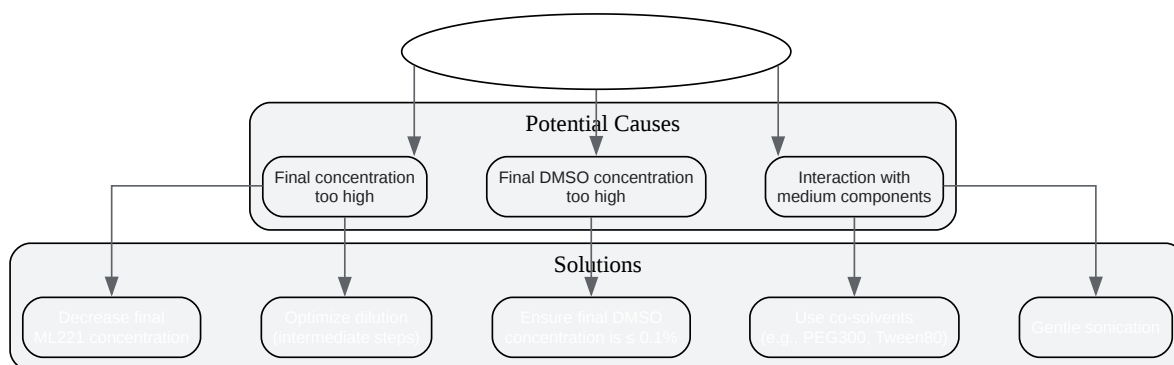 Potential Causes
Final concentration
too high
Final DMSO concentration
too high
Interaction with
medium components
Solutions
Decrease final
ML221 concentration
Optimize dilution
(intermediate steps)
Ensure final DMSO
concentration is ≤ 0.1%
Use co-solvents
(e.g., PEG300, Tween80)
Gentle sonication